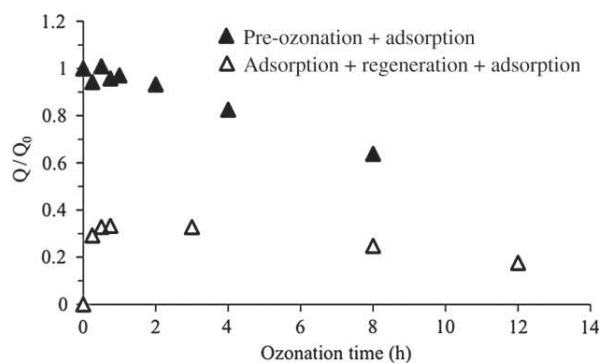 1.2
1
0.8
0.6
0.4
0.2
0
Q/Q₀
▲ Pre-ozonation + adsorption
△ Adsorption + regeneration + adsorption
0 2 4 6 8 10 12 14
Ozonation time (h)